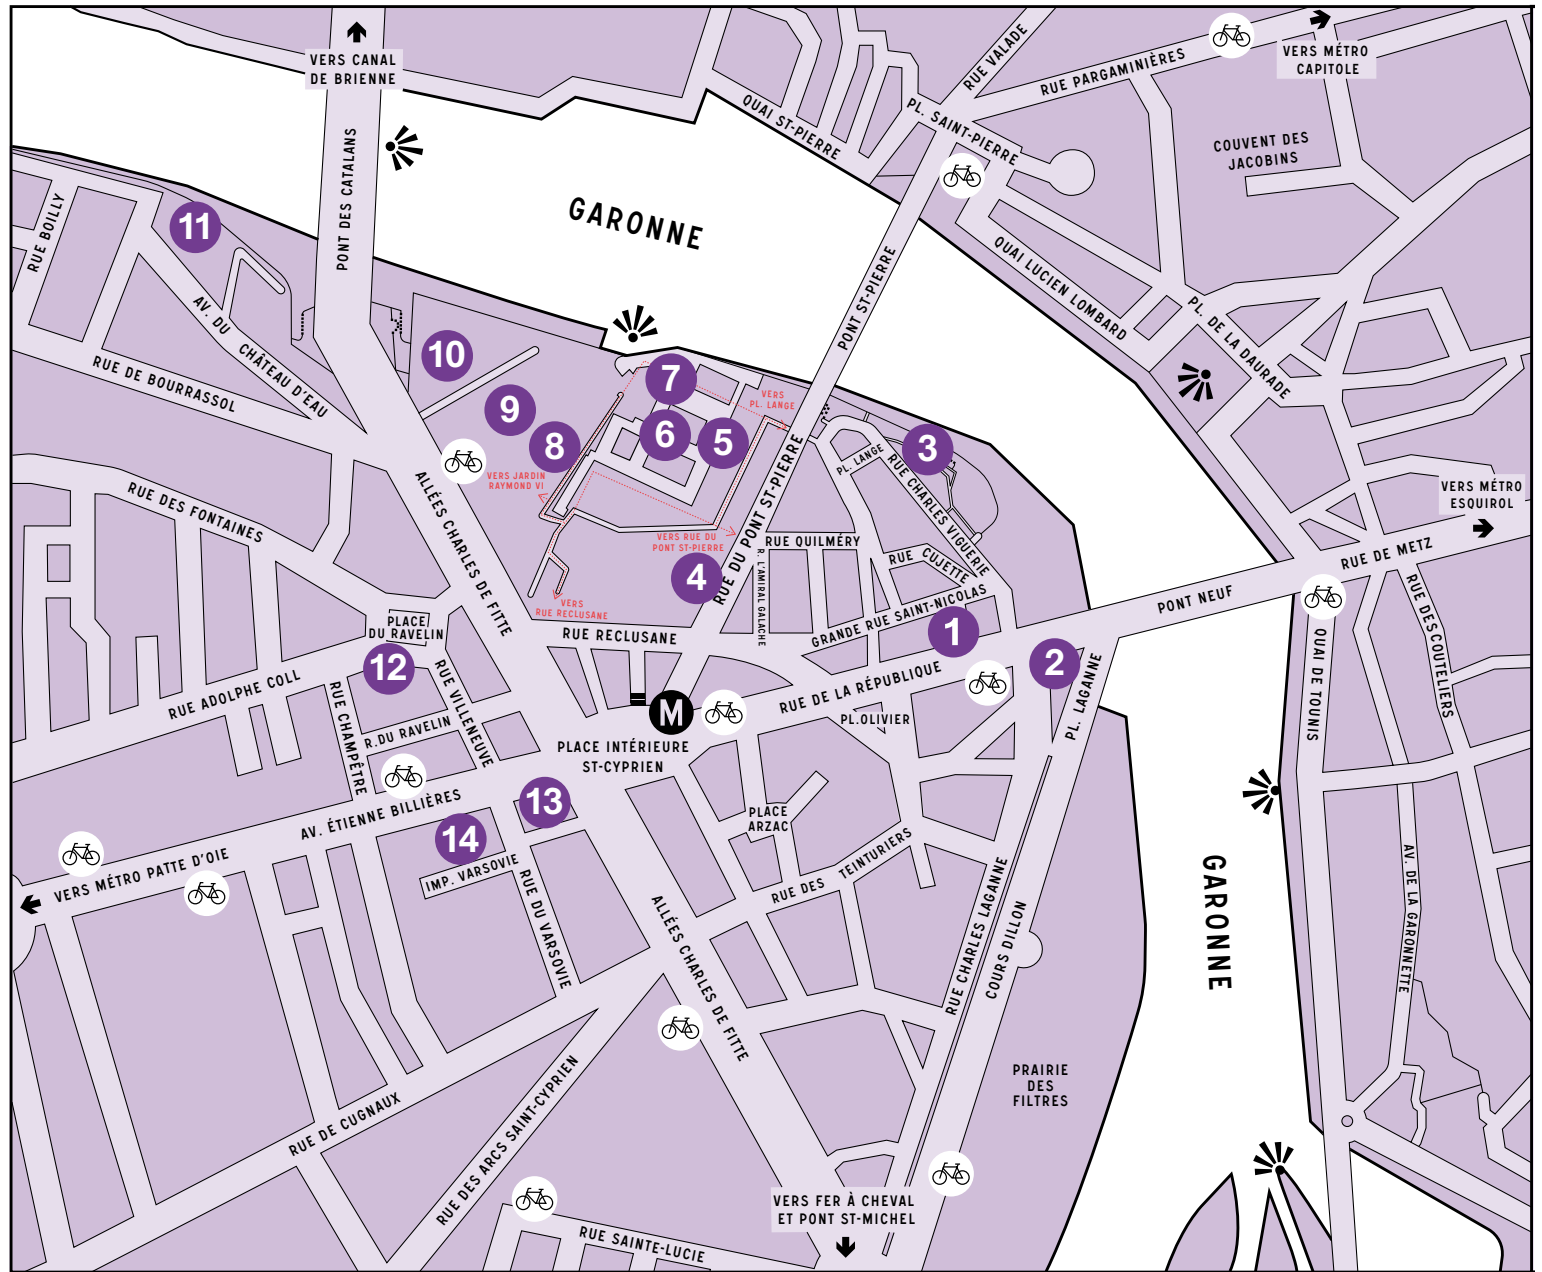 VERS CANAL
DE BRIENNE
RUE VALADE
RUE PARGAMINIÈRES
VERS MÉTRO
CAPITOLE
QUAI ST-PIERRE
PL. SAINT-PIERRE
COUVENT DES
JACOBINS
PONT DES CATALANS
GARONNE
RUE BOILLY
11
AV. DU CHÂTEAU D'EAU
QUAI LUCIEN LOMBARD
PONT ST-PIERRE
PL. DE LA DAURADE
RUE DE BOURRASSOL
10
7
9
8
6
5
VERS
PL. LANGE
3
PL. LANGE
RUE CHARLES VIGUERIE
VERS JARDIN
RAYMOND VI
VERS MÉTRO
ESQUIROL
RUE DES FONTAINES
ALLÉES CHARLES DE FITTE
VERS RUE DU
PONT ST-PIERRE
RUE DU PONT ST-PIERRE
RUE QUILMÉRY
RUE CUJETTE
R. L'AMIRAL GALACHE
4
RUE DE METZ
PONT NEUF
RUE DES COUTELIERS
VERS
RUE RECLUSANE
RUE RECLUSANE
GRANDE RUE SAINT-NICOLAS
1
2
PLACE
DU RAVELIN
12
RUE ADOLPHE COLL
RUE CHAMPÊTRE
RUE VILLENEUVE
R.DU RAVELIN
M
RUE DE LA RÉPUBLIQUE
PL.OLIVIER
PL. LAGANNE
QUAI DE TOUNIS
PLACE INTÉRIEURE
ST-CYPRIEN
13
14
AV. ÉTIENNE BILLIÈRES
PLACE
ARZAC
VERS MÉTRO PATTE D'OIE
IMP. VARSOVIE
RUE DU VARSOVIE
RUE DES TEINTURIERS
ALLÉES CHARLES DE FITTE
RUE CHARLES LAGANNE
COURS DILLON
GARONNE
AV. DE LA GARONNETTE
PRAIRIE
DES
FILTRES
RUE DE CUGNAUX
RUE DES ARCS SAINT-CYPRIEN
RUE SAINTE-LUCIE
VERS FER À CHEVAL
ET PONT ST-MICHEL